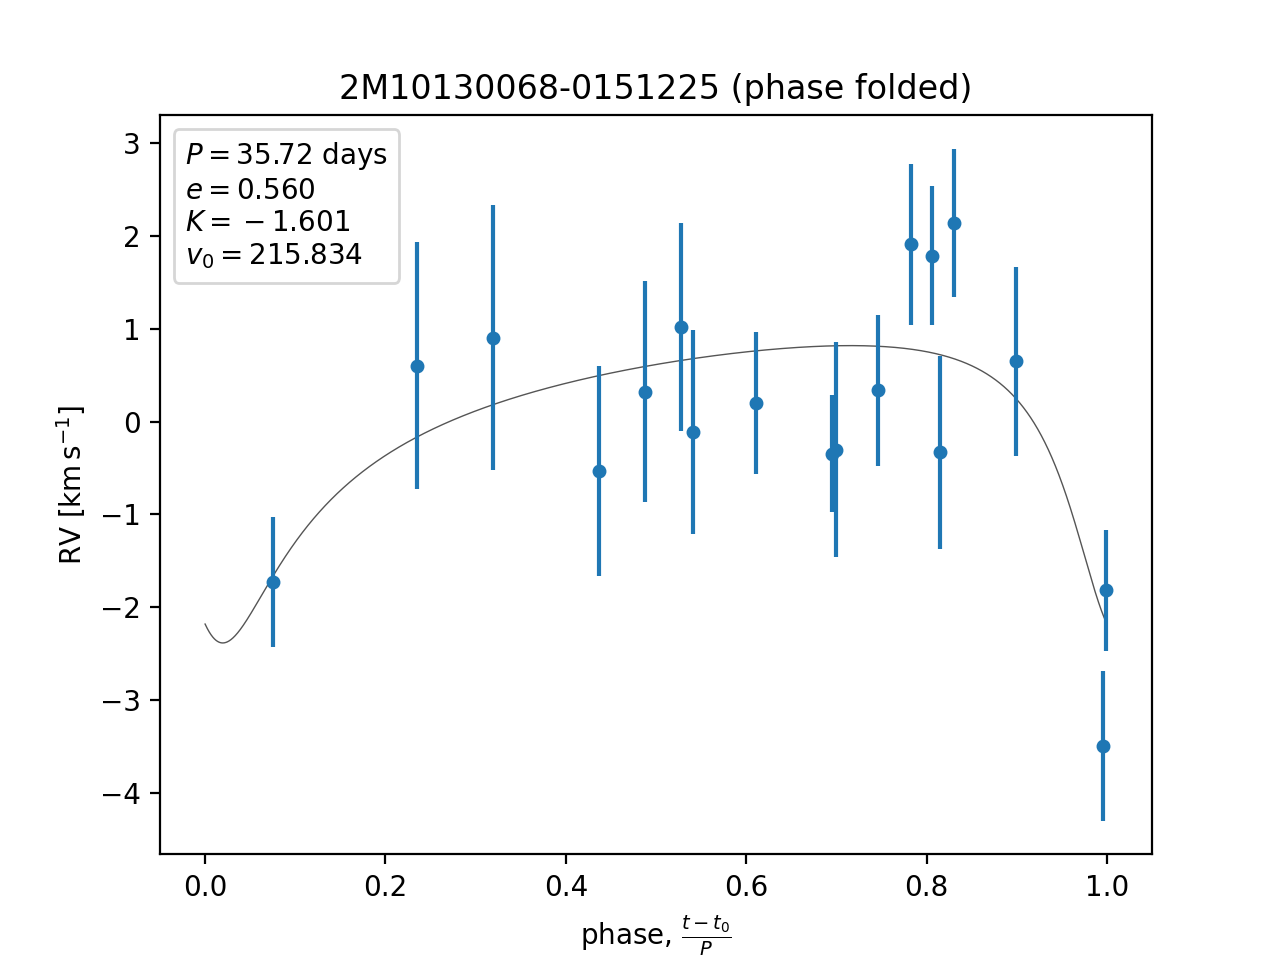 2M10130068-0151225 (phase folded)
P = 35.72 days
e = 0.560
K = −1.601
v₀ = 215.834
3
2
1
0
−1
−2
−3
−4
RV [km s⁻¹]
0.0 0.2 0.4 0.6 0.8 1.0
phase, (t − t₀)/P